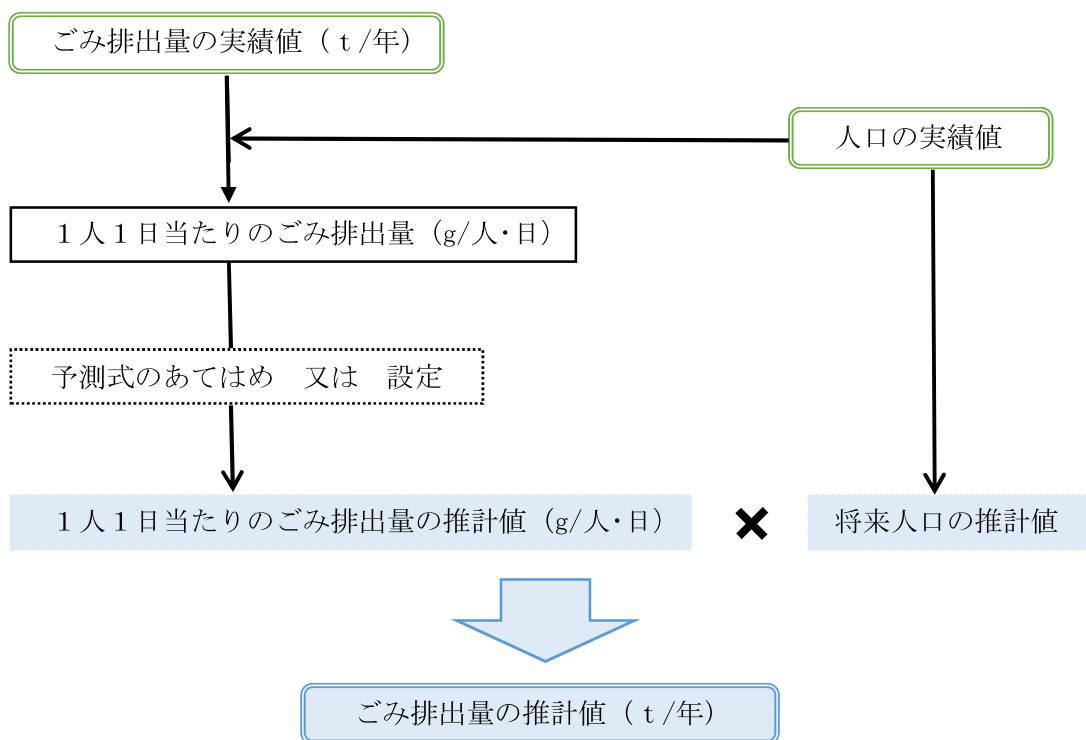 ごみ排出量の実績値(t/年)
人口の実績値
1人1日当たりのごみ排出量(g/人・日)
予測式のあてはめ 又は 設定
1人1日当たりのごみ排出量の推計値(g/人・日)
×
将来人口の推計値
ごみ排出量の推計値(t/年)